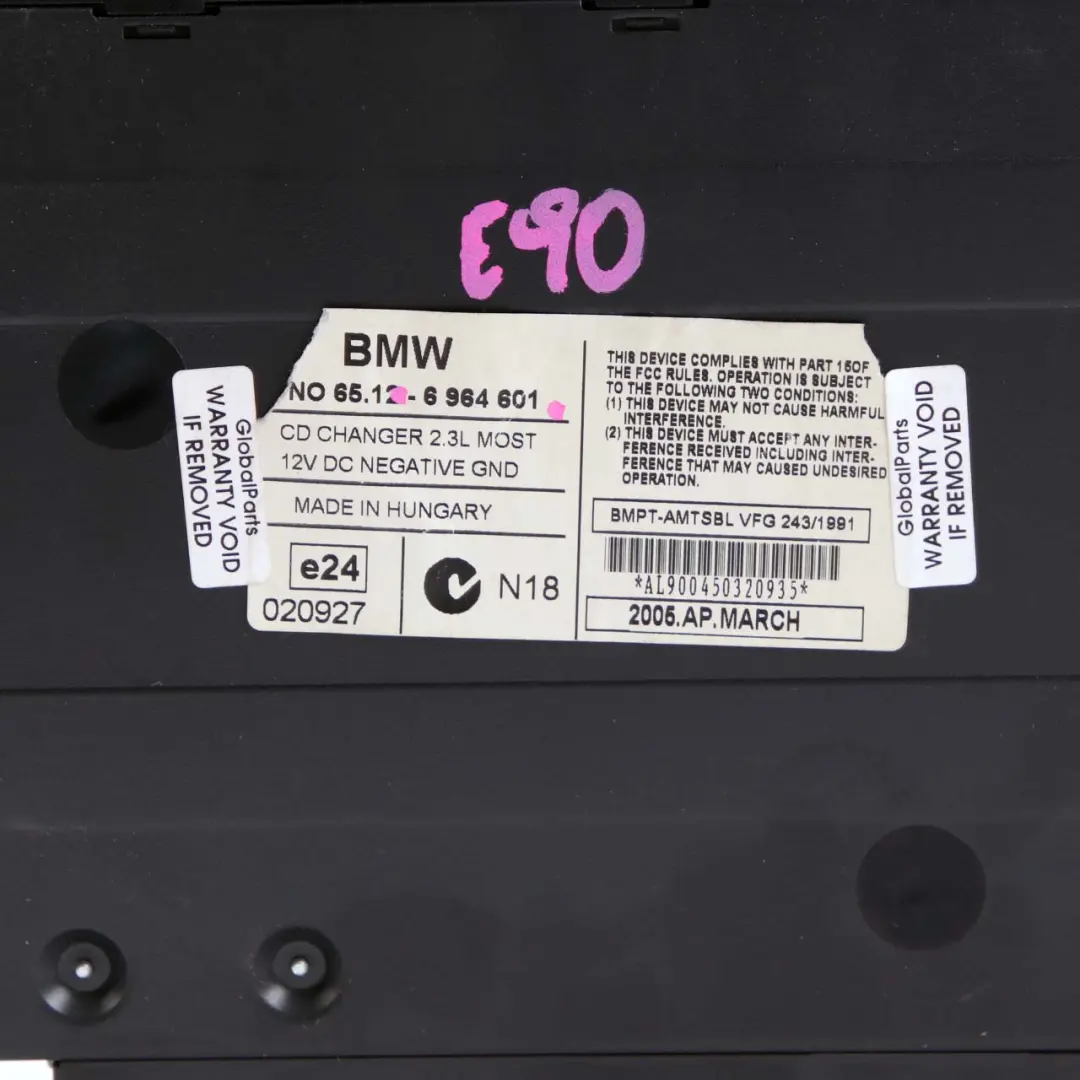 E90
BMW
NO 65.12 - 6 964 601
CD CHANGER 2.3L MOST
12V DC NEGATIVE GND
MADE IN HUNGARY
e24
020927
N18
THIS DEVICE COMPLIES WITH PART 15OF
THE FCC RULES. OPERATION IS SUBJECT
TO THE FOLLOWING TWO CONDITIONS:
(1) THIS DEVICE MAY NOT CAUSE HARMFUL
INTERFERENCE.
(2) THIS DEVICE MUST ACCEPT ANY INTER-
FERENCE RECEIVED INCLUDING INTER-
FERENCE THAT MAY CAUSED UNDESIRED
OPERATION.
BMPT-AMTSBL VFG 243/1991
*AL900450320935*
2005.AP.MARCH
GlobalParts
WARRANTY VOID
IF REMOVED
GlobalParts
WARRANTY VOID
IF REMOVED